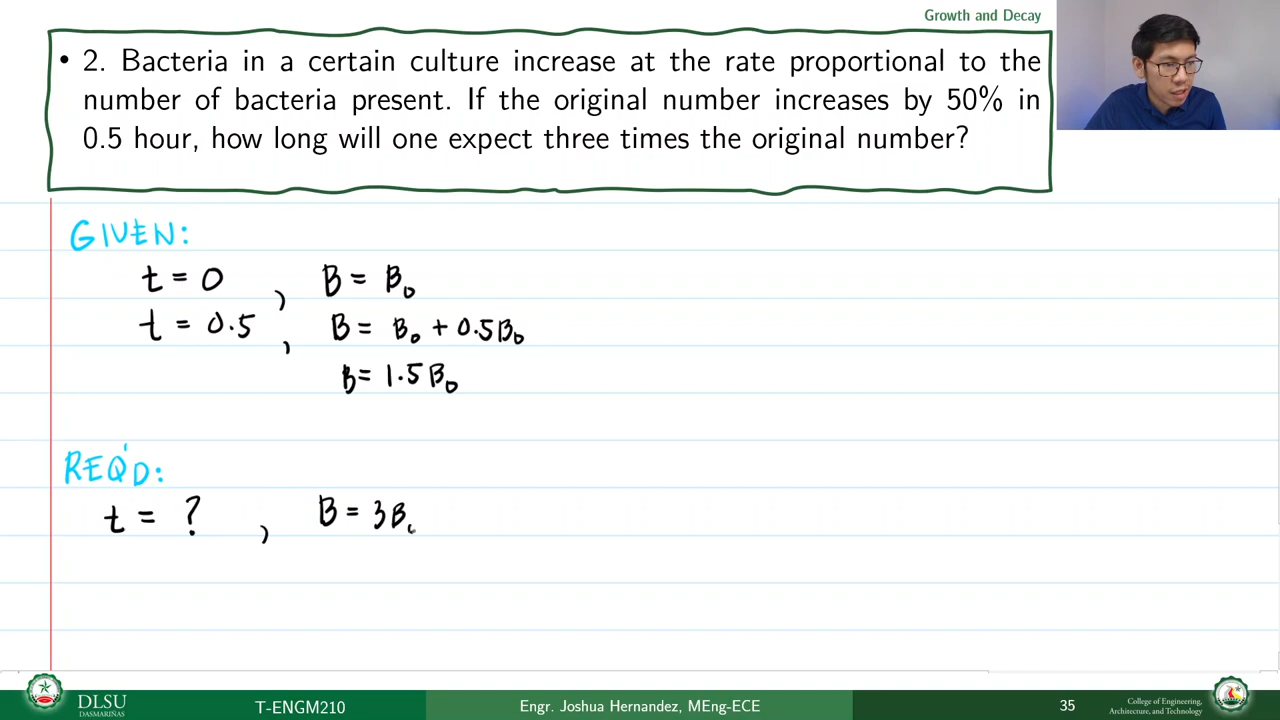 Growth and Decay
• 2. Bacteria in a certain culture increase at the rate proportional to the
number of bacteria present. If the original number increases by 50% in
0.5 hour, how long will one expect three times the original number?
GIVEN:
t = 0 , B = B₀
t = 0.5 , B = B₀ + 0.5B₀
B = 1.5B₀
REQ'D:
t = ? , B = 3B
DLSU
DASMARIÑAS
T-ENGM210
Engr. Joshua Hernandez, MEng-ECE
35
College of Engineering,
Architecture, and Technology